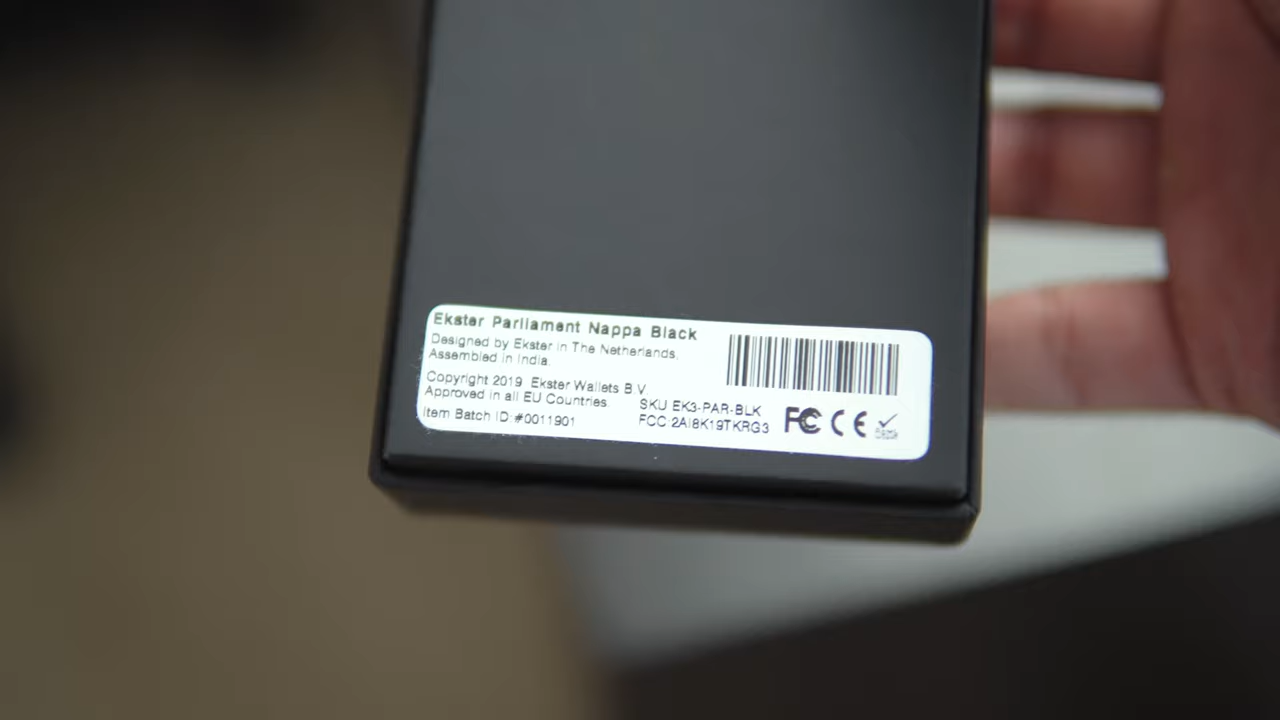 Ekster Parliament Nappa Black
Designed by Ekster in The Netherlands.
Assembled in India.
Copyright 2019 Ekster Wallets B.V.
Approved in all EU Countries.
Item Batch ID: #0011901
SKU EK3-PAR-BLK
FCC:2AI8K19TKRG3
FC CE